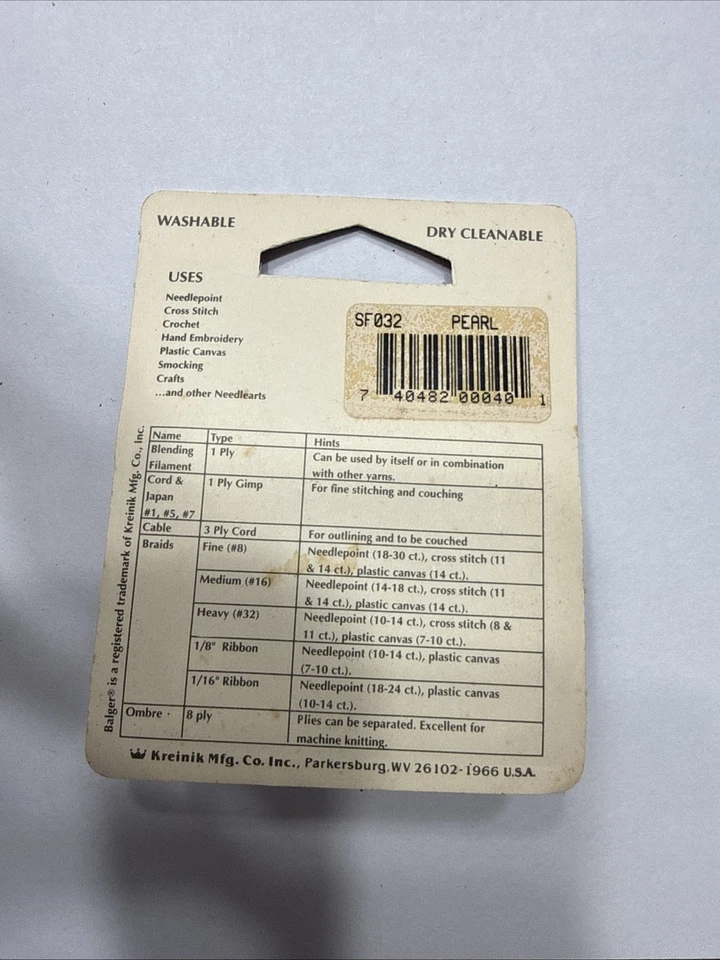 WASHABLE
DRY CLEANABLE
USES
Needlepoint
Cross Stitch
Crochet
Hand Embroidery
Plastic Canvas
Smocking
Crafts
...and other Needlearts
SF032 PEARL
7 40482 00040 1
Name Type Hints
Blending Filament 1 Ply Can be used by itself or in combination
with other yarns.
Cord & 1 Ply Gimp For fine stitching and couching
Japan
#1, #5, #7
Cable 3 Ply Cord For outlining and to be couched
Braids Fine (#8) Needlepoint (18-30 ct.), cross stitch (11
& 14 ct.), plastic canvas (14 ct.).
Medium (#16) Needlepoint (14-18 ct.), cross stitch (11
& 14 ct.), plastic canvas (14 ct.).
Heavy (#32) Needlepoint (10-14 ct.), cross stitch (8 &
11 ct.), plastic canvas (7-10 ct.).
1/8" Ribbon Needlepoint (10-14 ct.), plastic canvas
(7-10 ct.).
1/16" Ribbon Needlepoint (18-24 ct.), plastic canvas
(10-14 ct.).
Ombre 8 ply Plies can be separated. Excellent for
machine knitting.
Balger® is a registered trademark of Kreinik Mfg. Co., Inc.
Kreinik Mfg. Co. Inc., Parkersburg, WV 26102-1966 U.S.A.